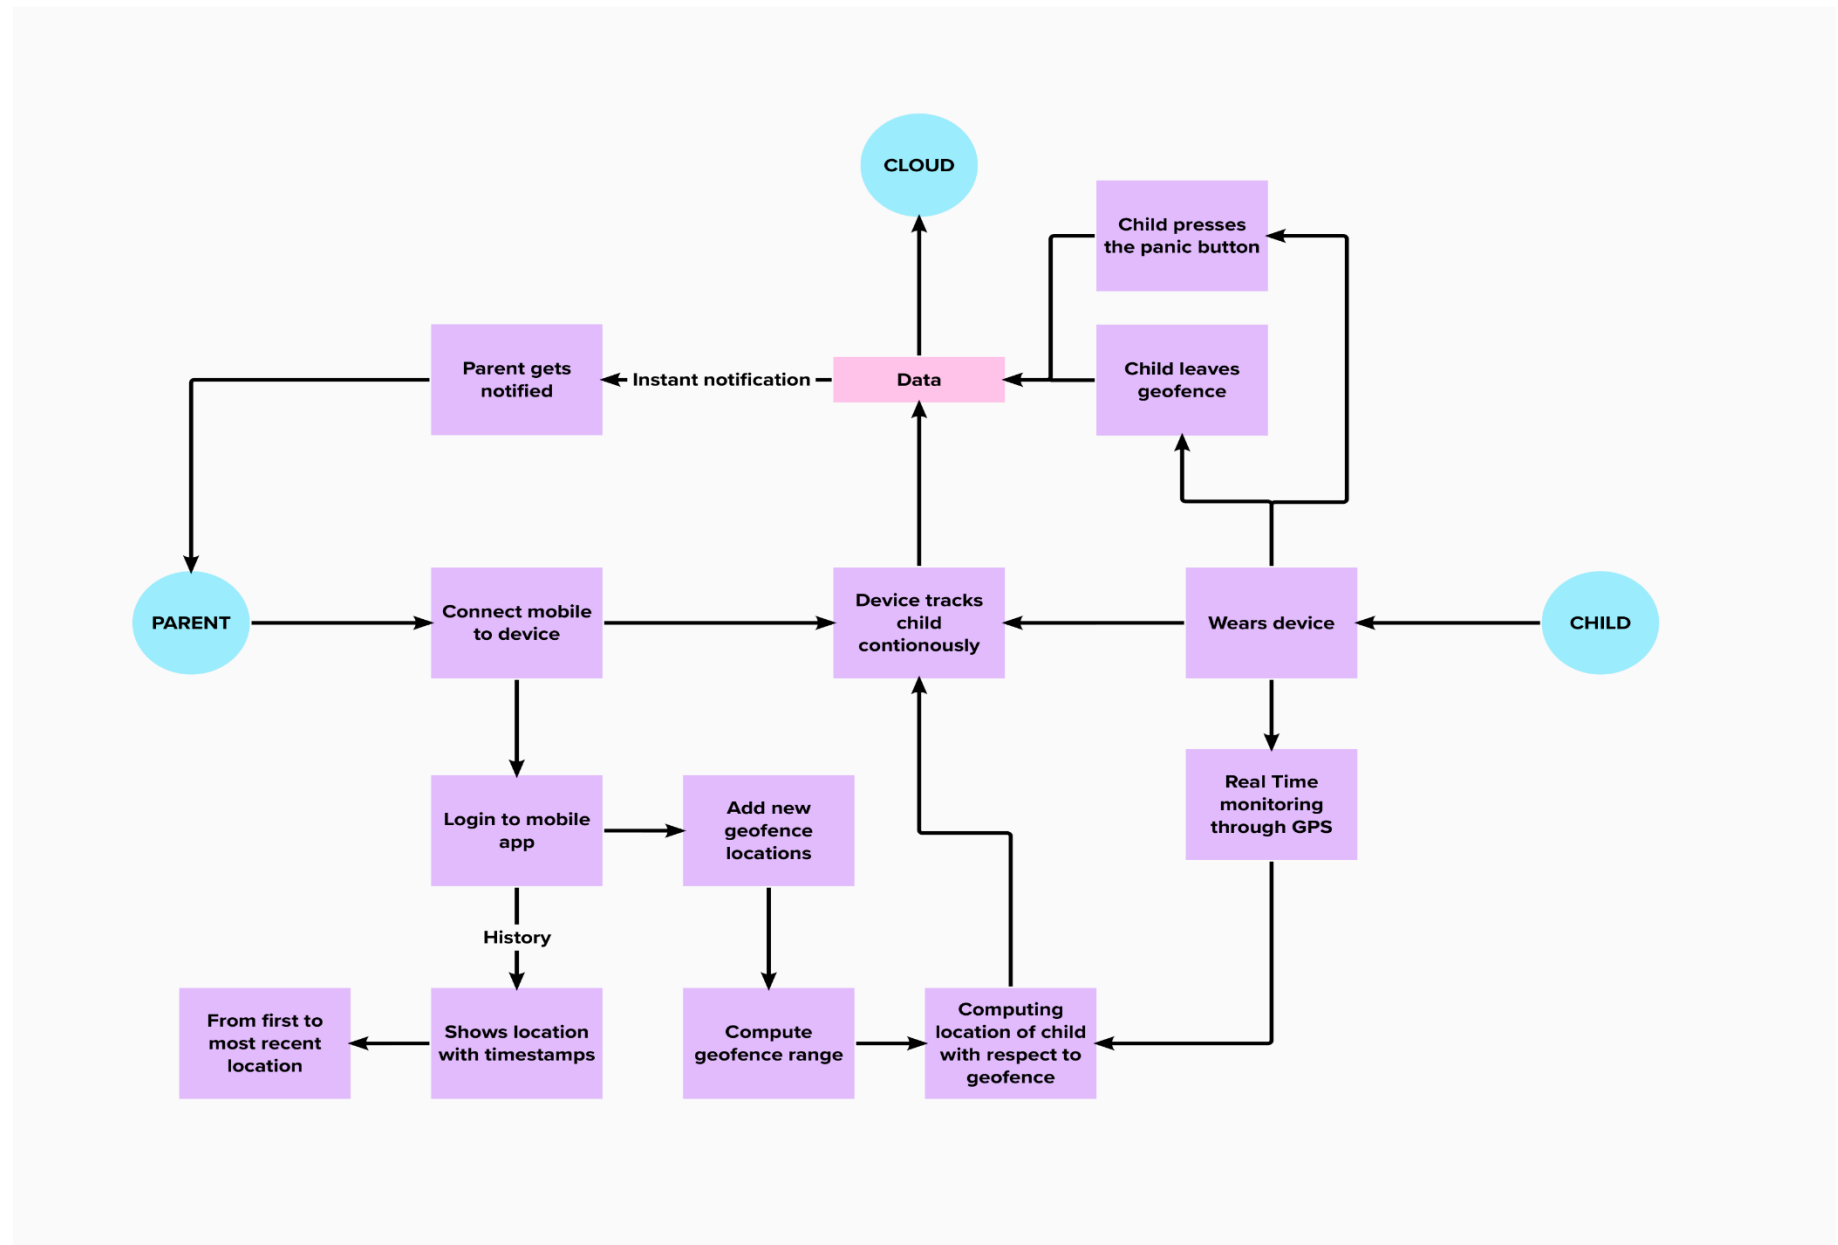 CLOUD
Child presses
the panic button
Parent gets
notified
Instant notification
Data
Child leaves
geofence
PARENT
Connect mobile
to device
Device tracks
child
contionously
Wears device
CHILD
Login to mobile
app
Add new
geofence
locations
Real Time
monitoring
through GPS
History
From first to
most recent
location
Shows location
with timestamps
Compute
geofence range
Computing
location of child
with respect to
geofence